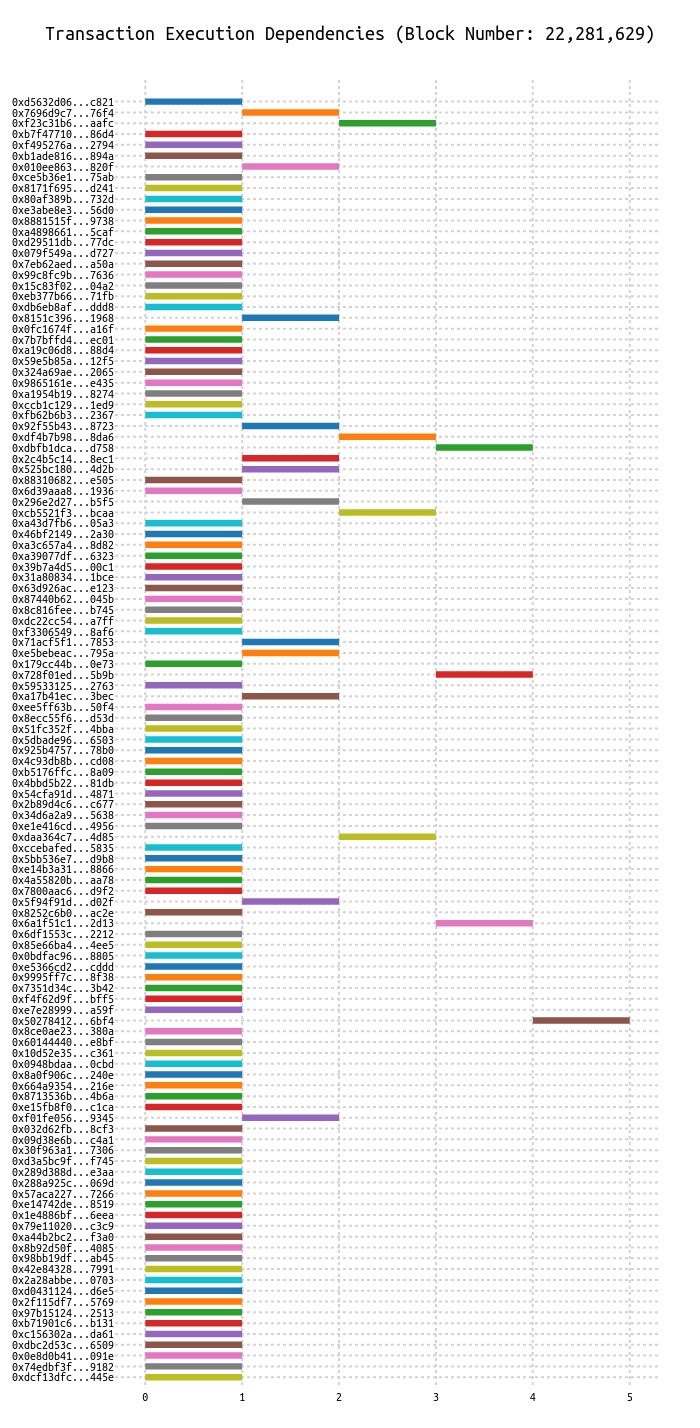 Transaction Execution Dependencies (Block Number: 22,281,629)
0xd5632d06...c821
0x7696d9c7...76f4
0xf23c31b6...aafc
0xb7f47710...86d4
0xf495276a...2794
0xb1ade816...894a
0x010ee863...820f
0xce5b36e1...75ab
0x8171f695...d241
0x80af389b...732d
0xe3abe8e3...56d0
0x8881515f...9738
0xa4898661...5caf
0xd29511db...77dc
0x079f549a...d727
0x7eb62aed...a50a
0x99c8fc9b...7636
0x15c83f02...04a2
0xeb377b66...71fb
0xdb6eb8af...ddd8
0x8151c396...1968
0x0fc1674f...a16f
0x7b7bffd4...ec01
0xa19c06d8...88d4
0x59e5b85a...12f5
0x324a69ae...2065
0x9865161e...e435
0xa1954b19...8274
0xccb1c129...1ed9
0xfb62b6b3...2367
0x92f55b43...8723
0xdf4b7b98...8da6
0xdbfb1dca...d758
0x2c4b5c14...8ec1
0x525bc180...4d2b
0x88310682...e505
0x6d39aaa8...1936
0x296e2d27...b5f5
0xcb5521f3...bcaa
0xa43d7fb6...05a3
0x46bf2149...2a30
0xa3c657a4...8d82
0xa39077df...6323
0x39b7a4d5...00c1
0x31a80834...1bce
0x63d926ac...e123
0x87440b62...045b
0x8c816fee...b745
0xdc22cc54...a7ff
0xf3306549...8af6
0x71acf5f1...7853
0xe5bebeac...795a
0x179cc44b...0e73
0x728f01ed...5b9b
0x59533125...2763
0xa17b41ec...3bec
0xee5ff63b...50f4
0x8ecc55f6...d53d
0x51fc352f...4bba
0x5dbade96...6503
0x925b4757...78b0
0x4c93db8b...cd08
0xb5176ffc...8a09
0x4bbd5b22...81db
0x54cfa91d...4871
0x2b89d4c6...c677
0x34d6a2a9...5638
0xe1e416cd...4956
0xdaa364c7...4d85
0xccebafed...5835
0x5bb536e7...d9b8
0xe14b3a31...8866
0x4a55820b...aa78
0x7800aac6...d9f2
0x5f94f91d...d02f
0x8252c6b0...ac2e
0x6a1f51c1...2d13
0x6df1553c...2212
0x85e66ba4...4ee5
0x0bdfac96...8805
0xe5366cd2...cddd
0x9995ff7c...8f38
0x7351d34c...3b42
0xf4f62d9f...bff5
0xe7e28999...a59f
0x50278412...6bf4
0x8ce0ae23...380a
0x60144440...e8bf
0x10d52e35...c361
0x0948bdaa...0cbd
0x8a0f906c...240e
0x664a9354...216e
0x8713536b...4b6a
0xe15fb8f0...c1ca
0xf01fe056...9345
0x032d62fb...8cf3
0x09d38e6b...c4a1
0x30f963a1...7306
0xd3a5bc9f...f745
0x289d388d...e3aa
0x288a925c...069d
0x57aca227...7266
0xe14742de...8519
0x1e4886bf...6eea
0x79e11020...c3c9
0xa44b2bc2...f3a0
0x8b92d50f...4085
0x98bb19df...ab45
0x42e84328...7991
0x2a28abbe...0703
0xd0431124...d6e5
0x2f115df7...5769
0x97b15124...2513
0xb71901c6...b131
0xc156302a...da61
0xdbc2d53c...6509
0x0e8d0b41...091e
0x74edbf3f...9182
0xdcf13dfc...445e
0 1 2 3 4 5